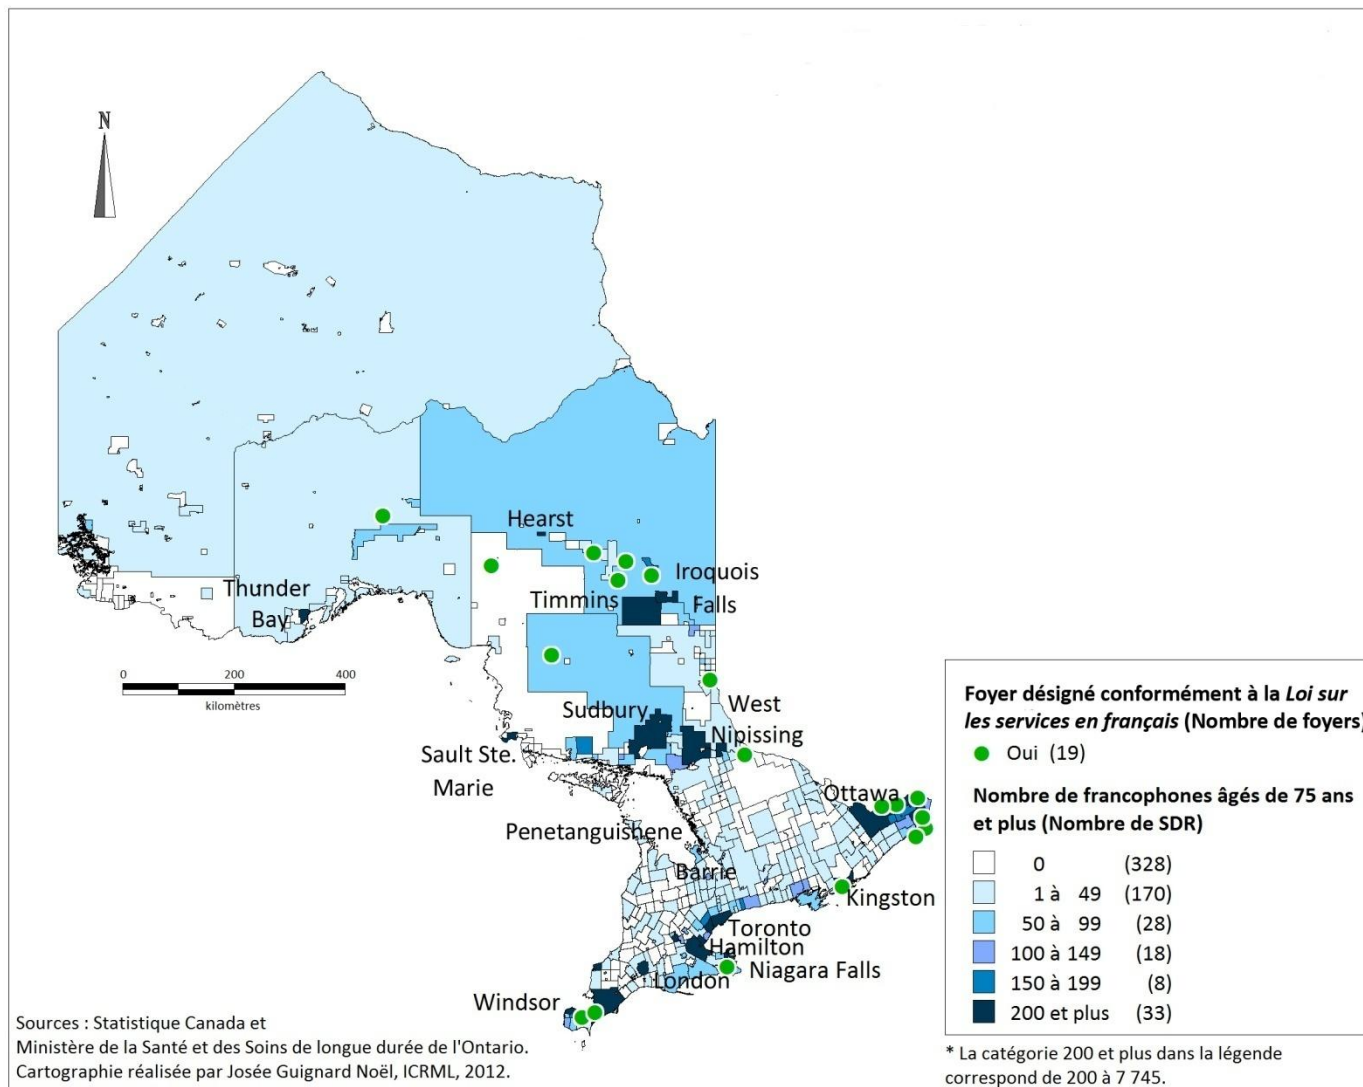 N
Hearst
Iroquois
Falls
Timmins
Thunder
Bay
0 200 400
kilomètres
West
Nipissing
Sudbury
Sault Ste.
Marie
Ottawa
Penetanguishene
Barrie
Kingston
Toronto
Hamilton
Niagara Falls
London
Windsor
Foyer désigné conformément à la Loi sur
les services en français (Nombre de foyers)
Oui (19)
Nombre de francophones âgés de 75 ans
et plus (Nombre de SDR)
0 (328)
1 à 49 (170)
50 à 99 (28)
100 à 149 (18)
150 à 199 (8)
200 et plus (33)
* La catégorie 200 et plus dans la légende
correspond de 200 à 7 745.
Sources : Statistique Canada et
Ministère de la Santé et des Soins de longue durée de l'Ontario.
Cartographie réalisée par Josée Guignard Noël, ICRML, 2012.